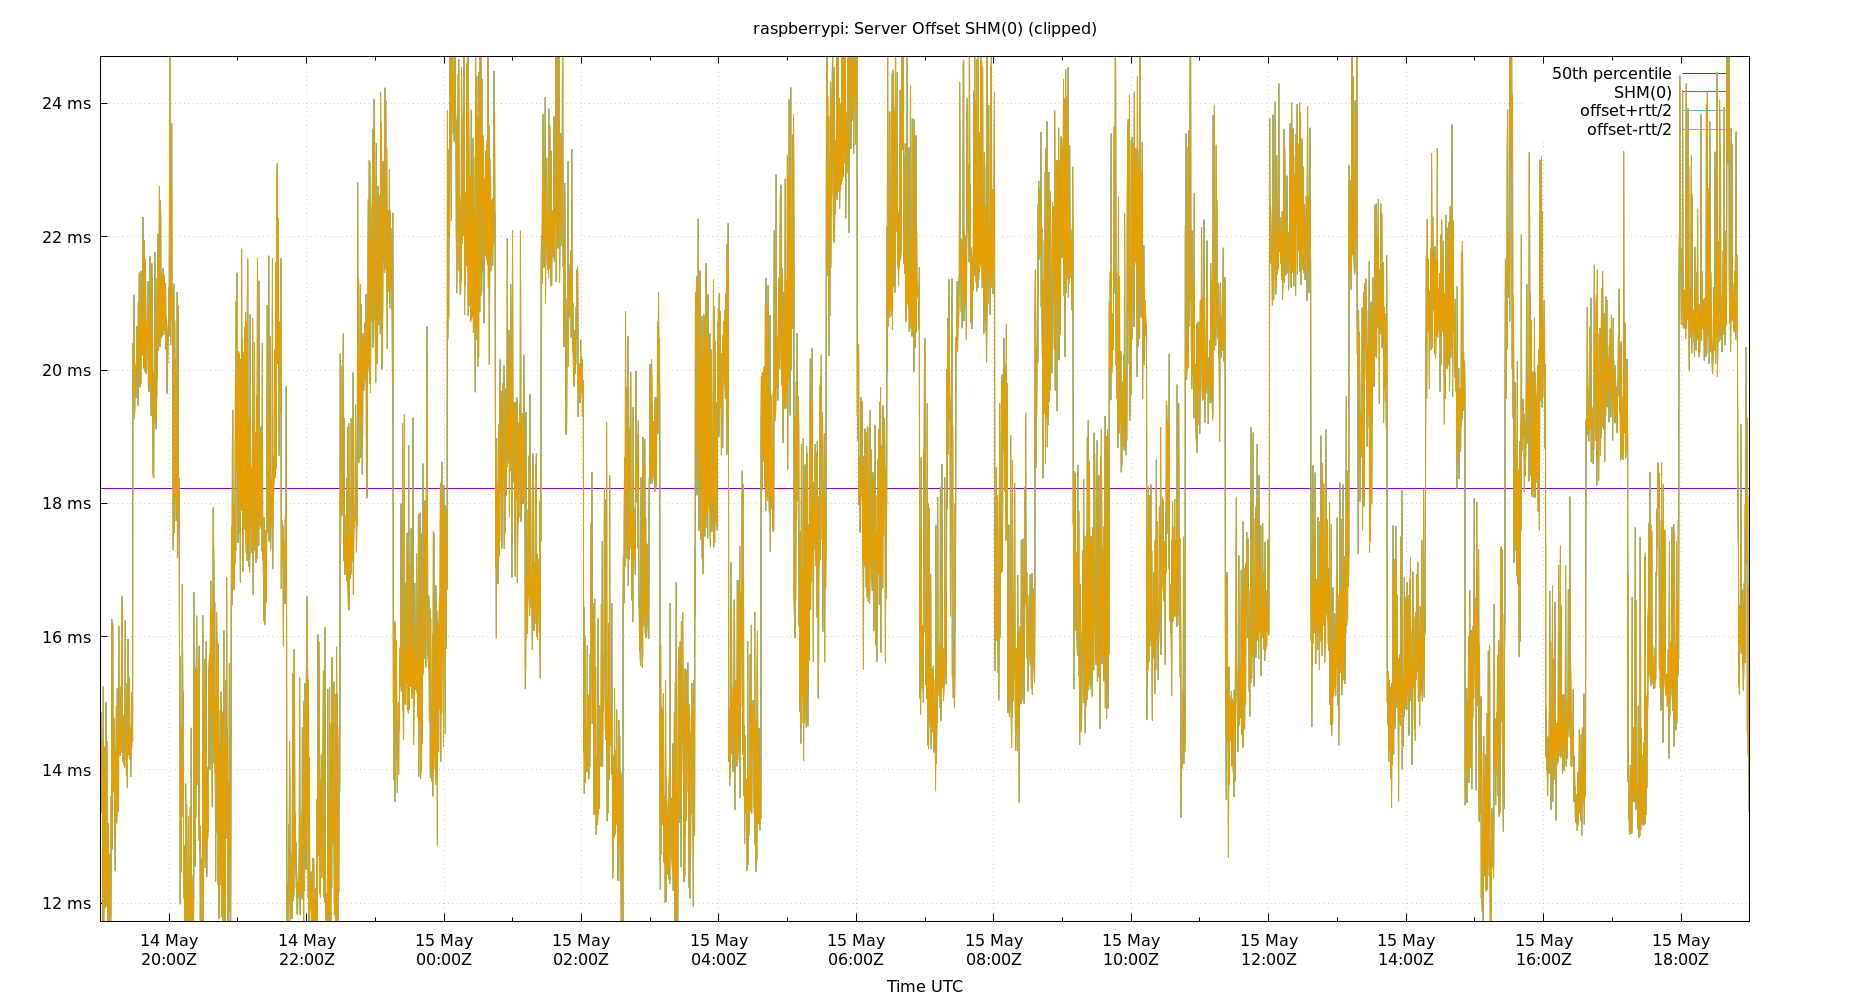 raspberrypi: Server Offset SHM(0) (clipped)
50th percentile
SHM(0)
offset+rtt/2
offset-rtt/2
24 ms
22 ms
20 ms
18 ms
16 ms
14 ms
12 ms
14 May 14 May 15 May 15 May 15 May 15 May 15 May 15 May 15 May 15 May 15 May 15 May
20:00Z 22:00Z 00:00Z 02:00Z 04:00Z 06:00Z 08:00Z 10:00Z 12:00Z 14:00Z 16:00Z 18:00Z
Time UTC